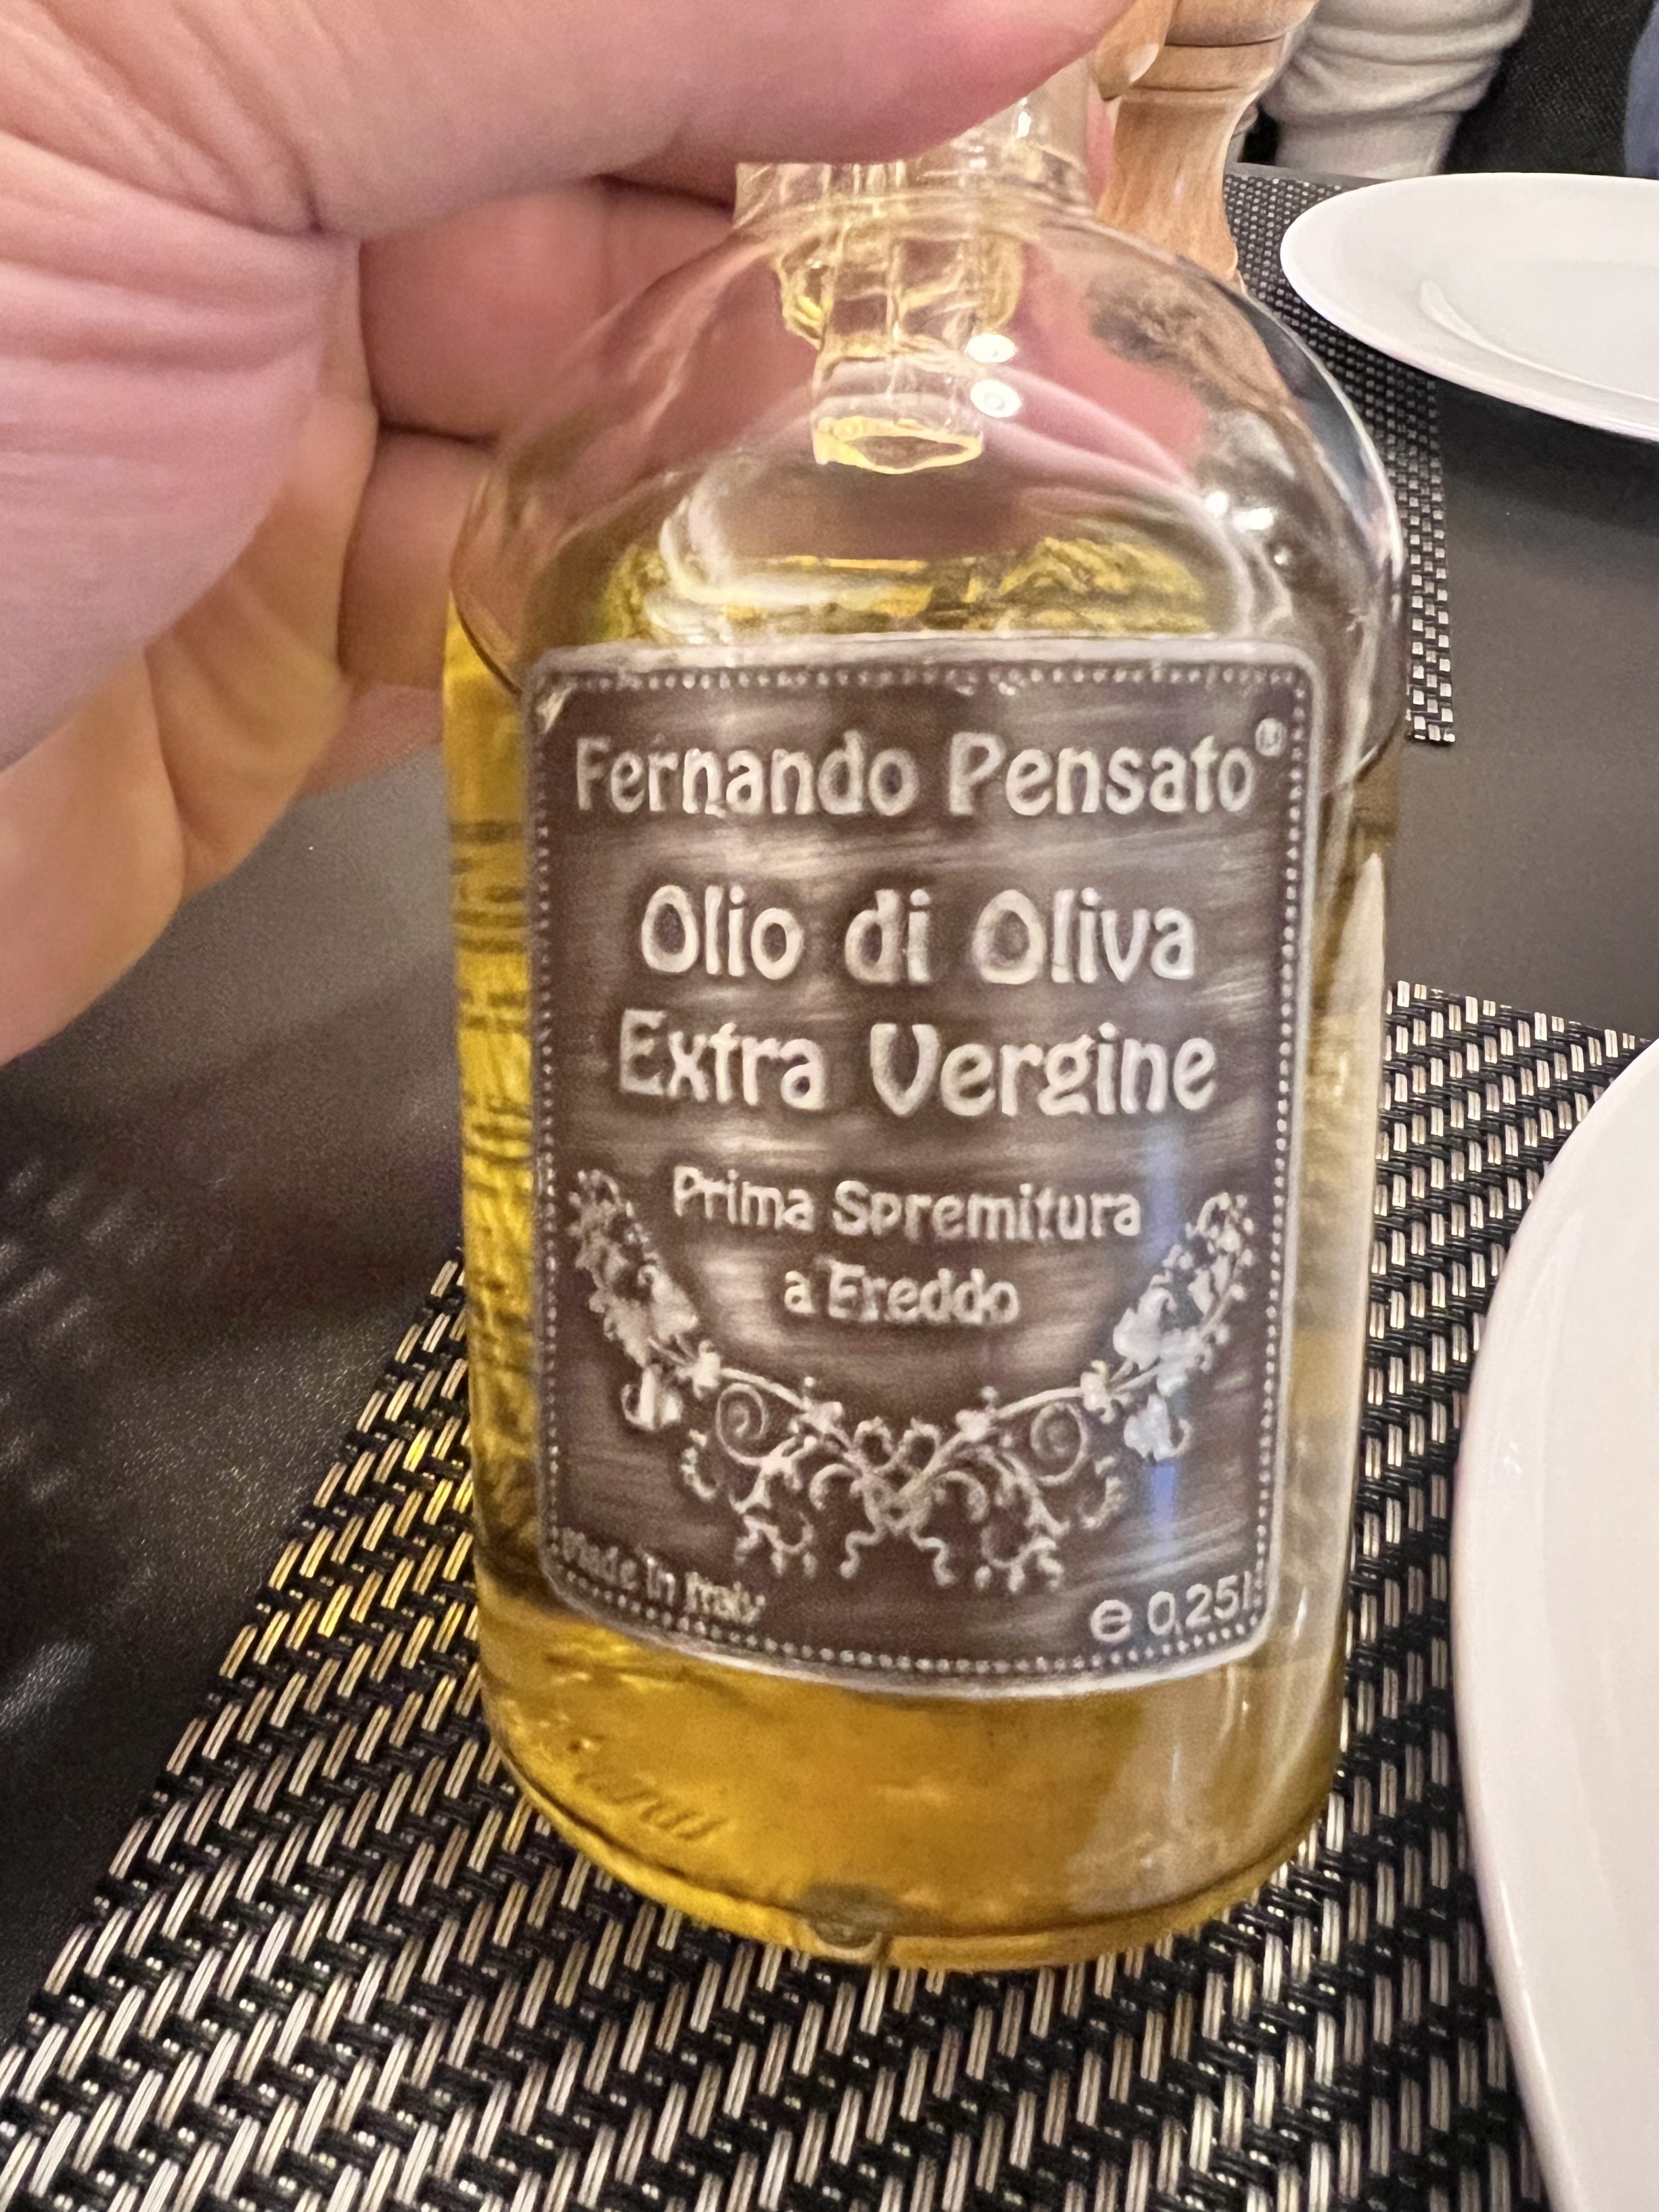 Fernando Pensato®
Olio di Oliva
Extra Vergine
Prima Spremitura
a Freddo
Made in Italy
e 0,25l